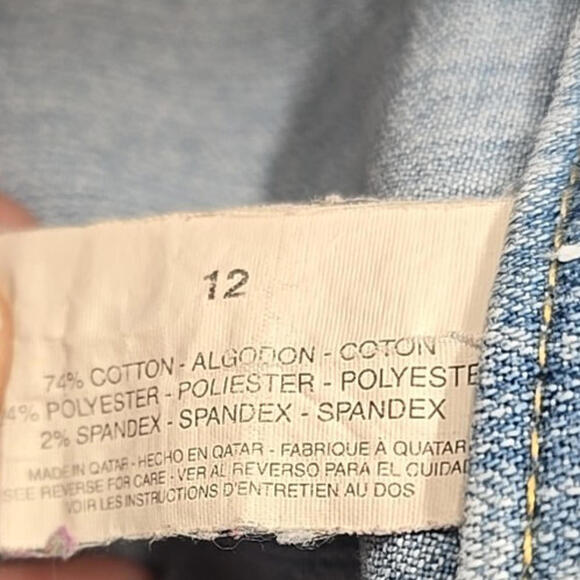 12
74% COTTON - ALGODON - COTON
4% POLYESTER - POLIESTER - POLYESTE
2% SPANDEX - SPANDEX - SPANDEX
MADE IN QATAR - HECHO EN QATAR - FABRIQUE À QUATAR
SEE REVERSE FOR CARE - VER AL REVERSO PARA EL CUIDAD
VOIR LES INSTRUCTIONS D'ENTRETIEN AU DOS